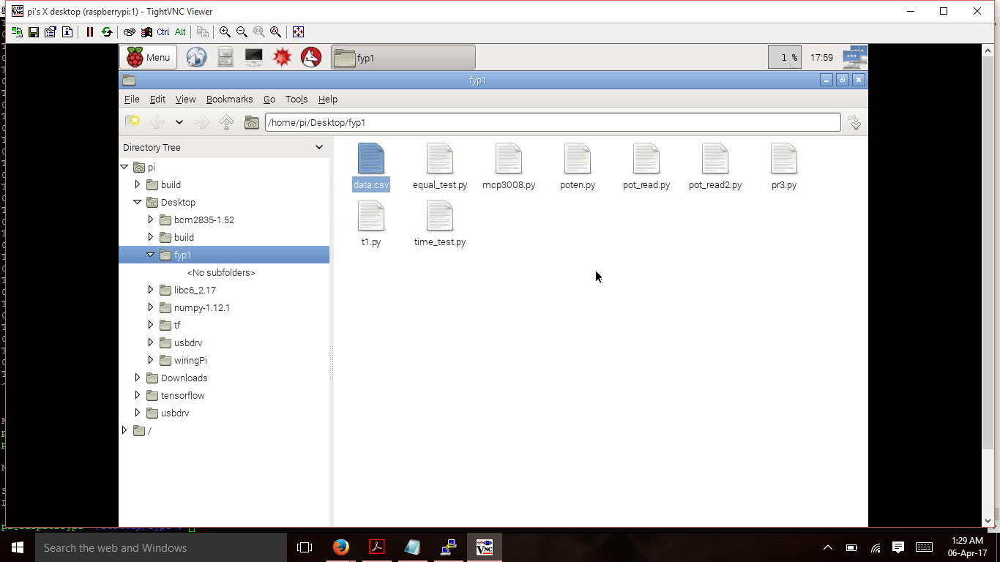 pi's X desktop (raspberrypi:1) - TightVNC Viewer
Ctrl Alt
Menu fyp1 1 % 17:59
fyp1
File Edit View Bookmarks Go Tools Help
/home/pi/Desktop/fyp1
Directory Tree
pi
build
Desktop
bcm2835-1.52
build
fyp1
<No subfolders>
libc6_2.17
numpy-1.12.1
tf
usbdrv
wiringPi
Downloads
tensorflow
usbdrv
/
data.csv equal_test.py mcp3008.py poten.py pot_read.py pot_read2.py pr3.py
t1.py time_test.py
Search the web and Windows
1:29 AM
06-Apr-17